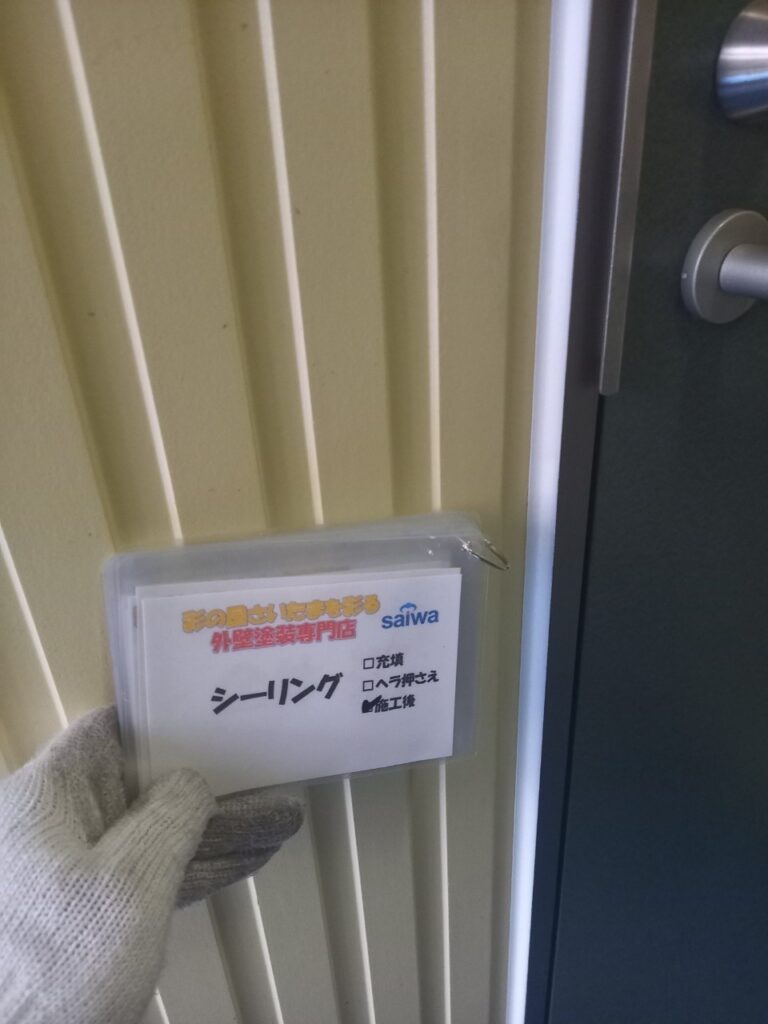 彩の国さいたまを彩る
外壁塗装専門店
saiwa
シーリング
□充填
□ヘラ押さえ
☑施工後